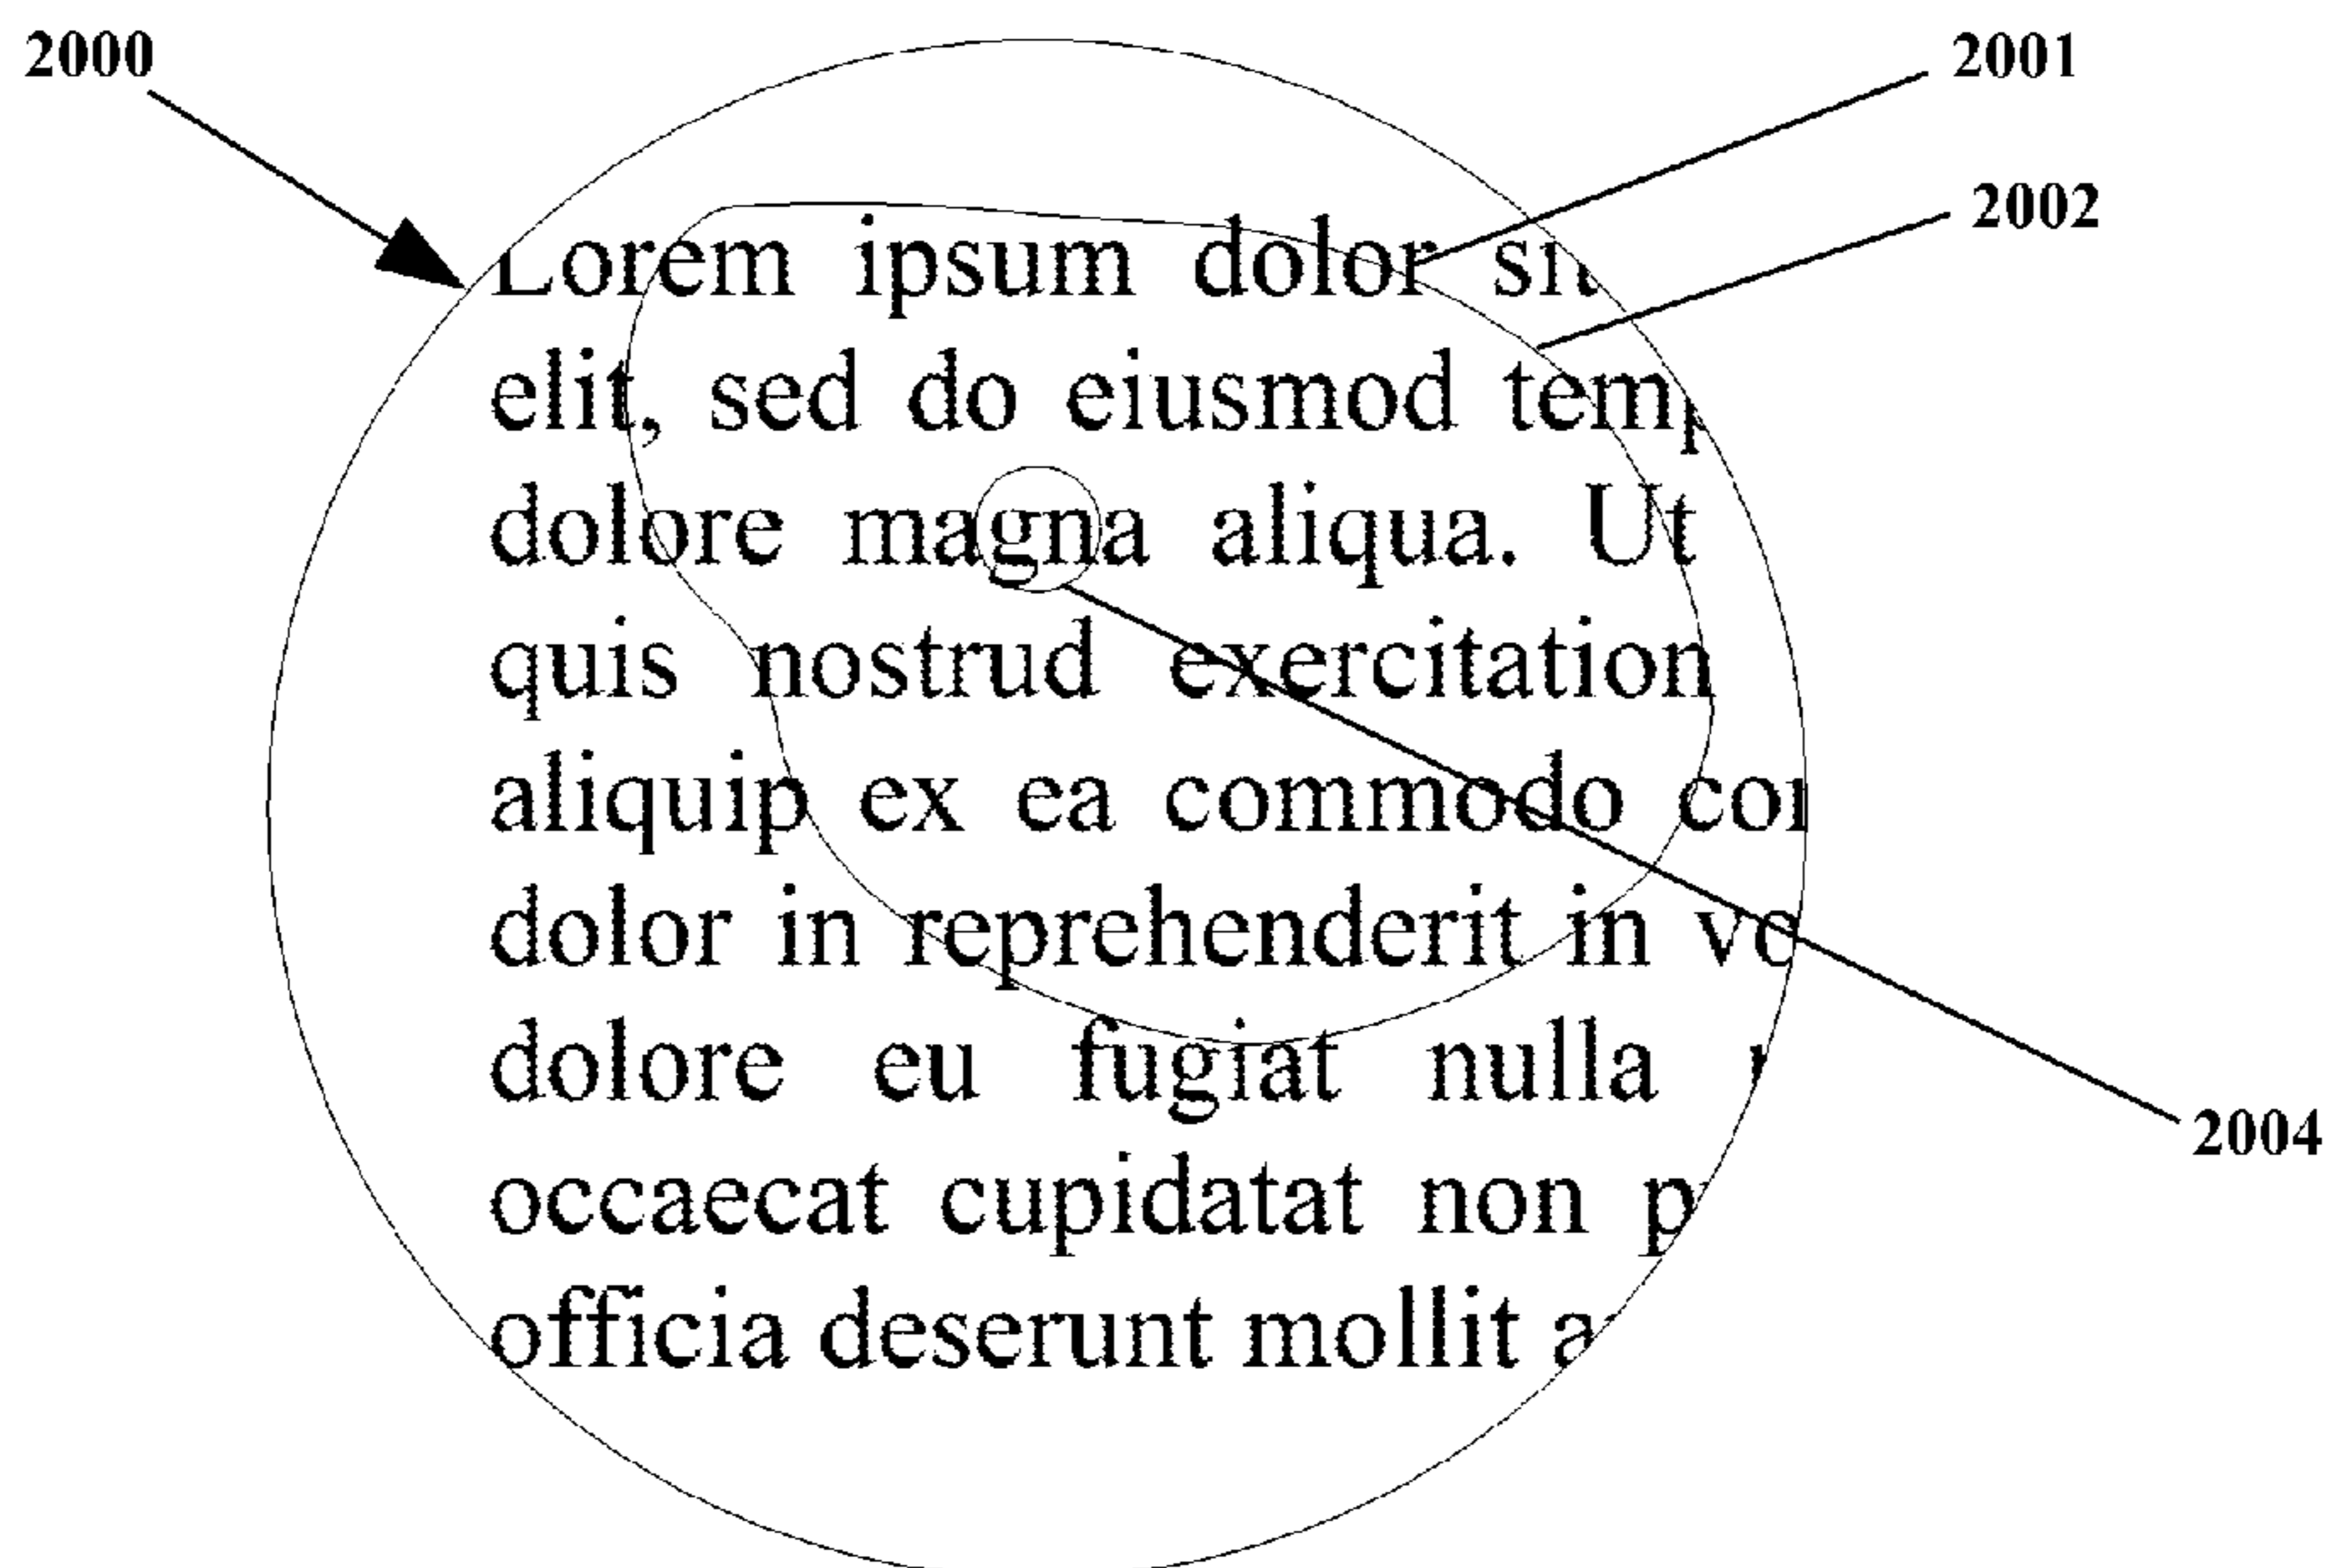 2000
2001
2002
Lorem ipsum dolor
elit, sed do eiusmod
dolore magna aliqua. Ut
quis nostrud exercitation
aliquip ex ea commodo
dolor in reprehenderit in
dolore eu fugiat nulla
2004
occaecat cupidatat non
officia deserunt mollit